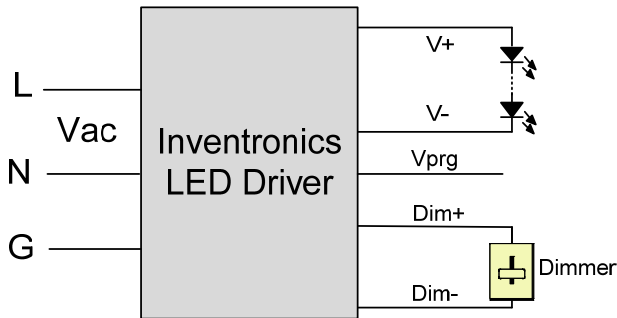 L
Vac
N
G
Inventronics
LED Driver
V+
V-
Vprg
Dim+
Dim-
Dimmer